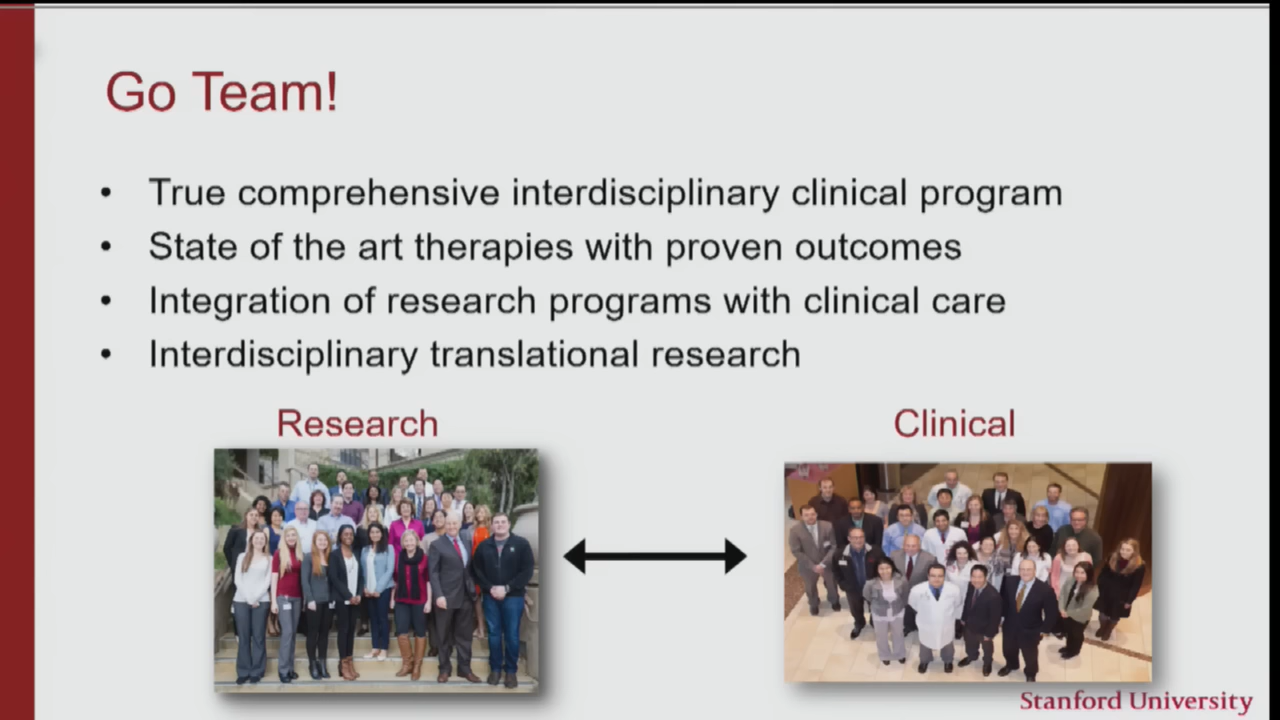 Go Team!
• True comprehensive interdisciplinary clinical program
• State of the art therapies with proven outcomes
• Integration of research programs with clinical care
• Interdisciplinary translational research
Research
Clinical
Stanford University